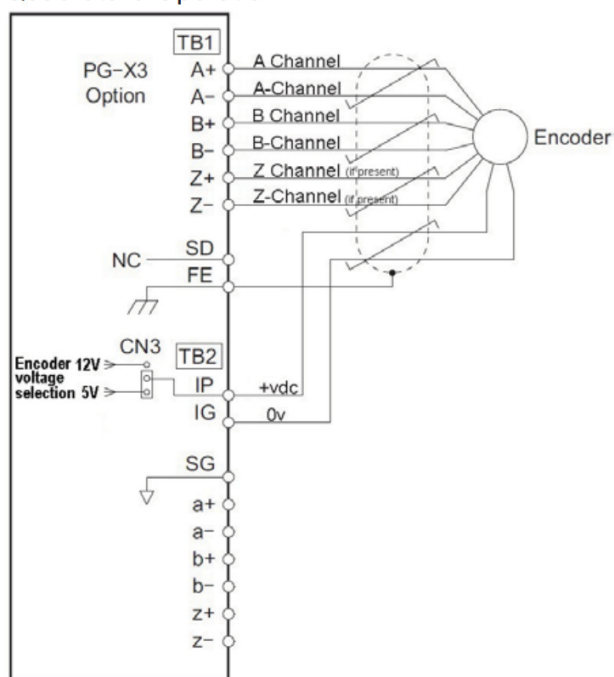 TB1
PG-X3
Option
A+ A Channel
A- A-Channel
B+ B Channel
B- B-Channel
Z+ Z Channel (if present)
Z- Z-Channel (if present)
Encoder
NC SD
FE
CN3
TB2
Encoder 12V
voltage
selection 5V
IP +vdc
IG 0v
SG
a+
a-
b+
b-
z+
z-